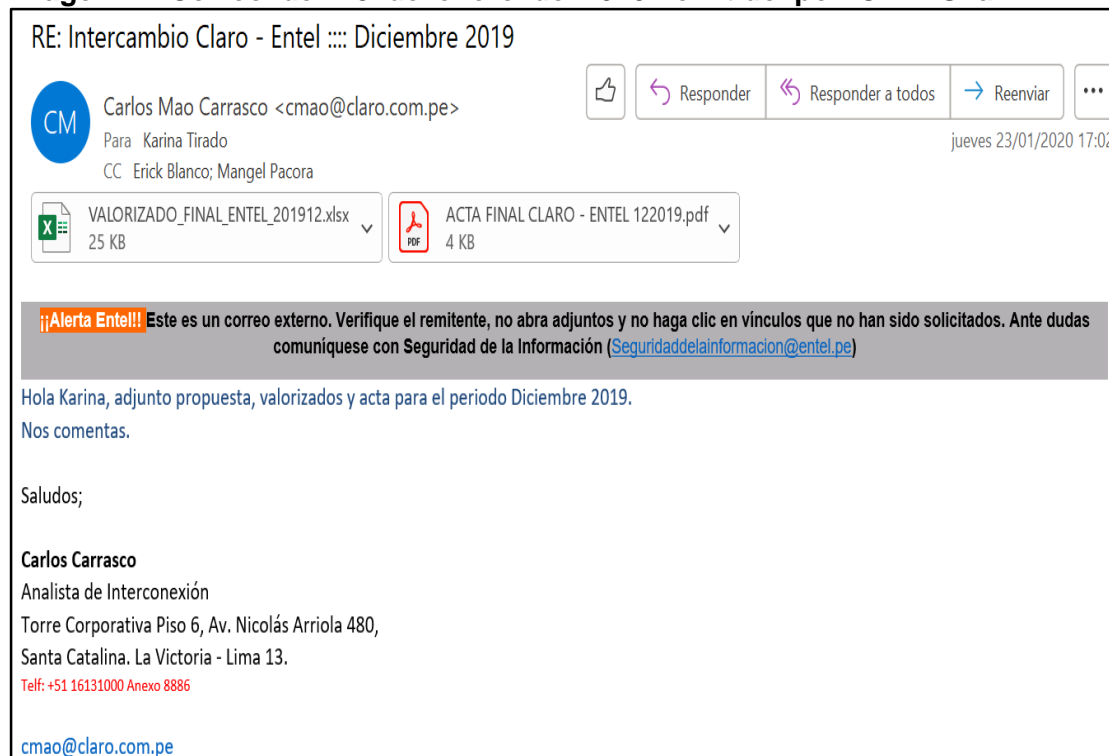 RE: Intercambio Claro - Entel :::: Diciembre 2019
CM
Carlos Mao Carrasco <cmao@claro.com.pe>
Para Karina Tirado
CC Erick Blanco; Mangel Pacora
Responder
Responder a todos
Reenviar
jueves 23/01/2020 17:02
VALORIZADO_FINAL_ENTEL_201912.xlsx
25 KB
PDF
ACTA FINAL CLARO - ENTEL 122019.pdf
4 KB
¡¡Alerta Entel!! Este es un correo externo. Verifique el remitente, no abra adjuntos y no haga clic en vínculos que no han sido solicitados. Ante dudas
comuníquese con Seguridad de la Información (Seguridaddelainformacion@entel.pe)
Hola Karina, adjunto propuesta, valorizados y acta para el periodo Diciembre 2019.
Nos comentas.
Saludos;
Carlos Carrasco
Analista de Interconexión
Torre Corporativa Piso 6, Av. Nicolás Arriola 480,
Santa Catalina. La Victoria - Lima 13.
Telf: +51 16131000 Anexo 8886
cmao@claro.com.pe